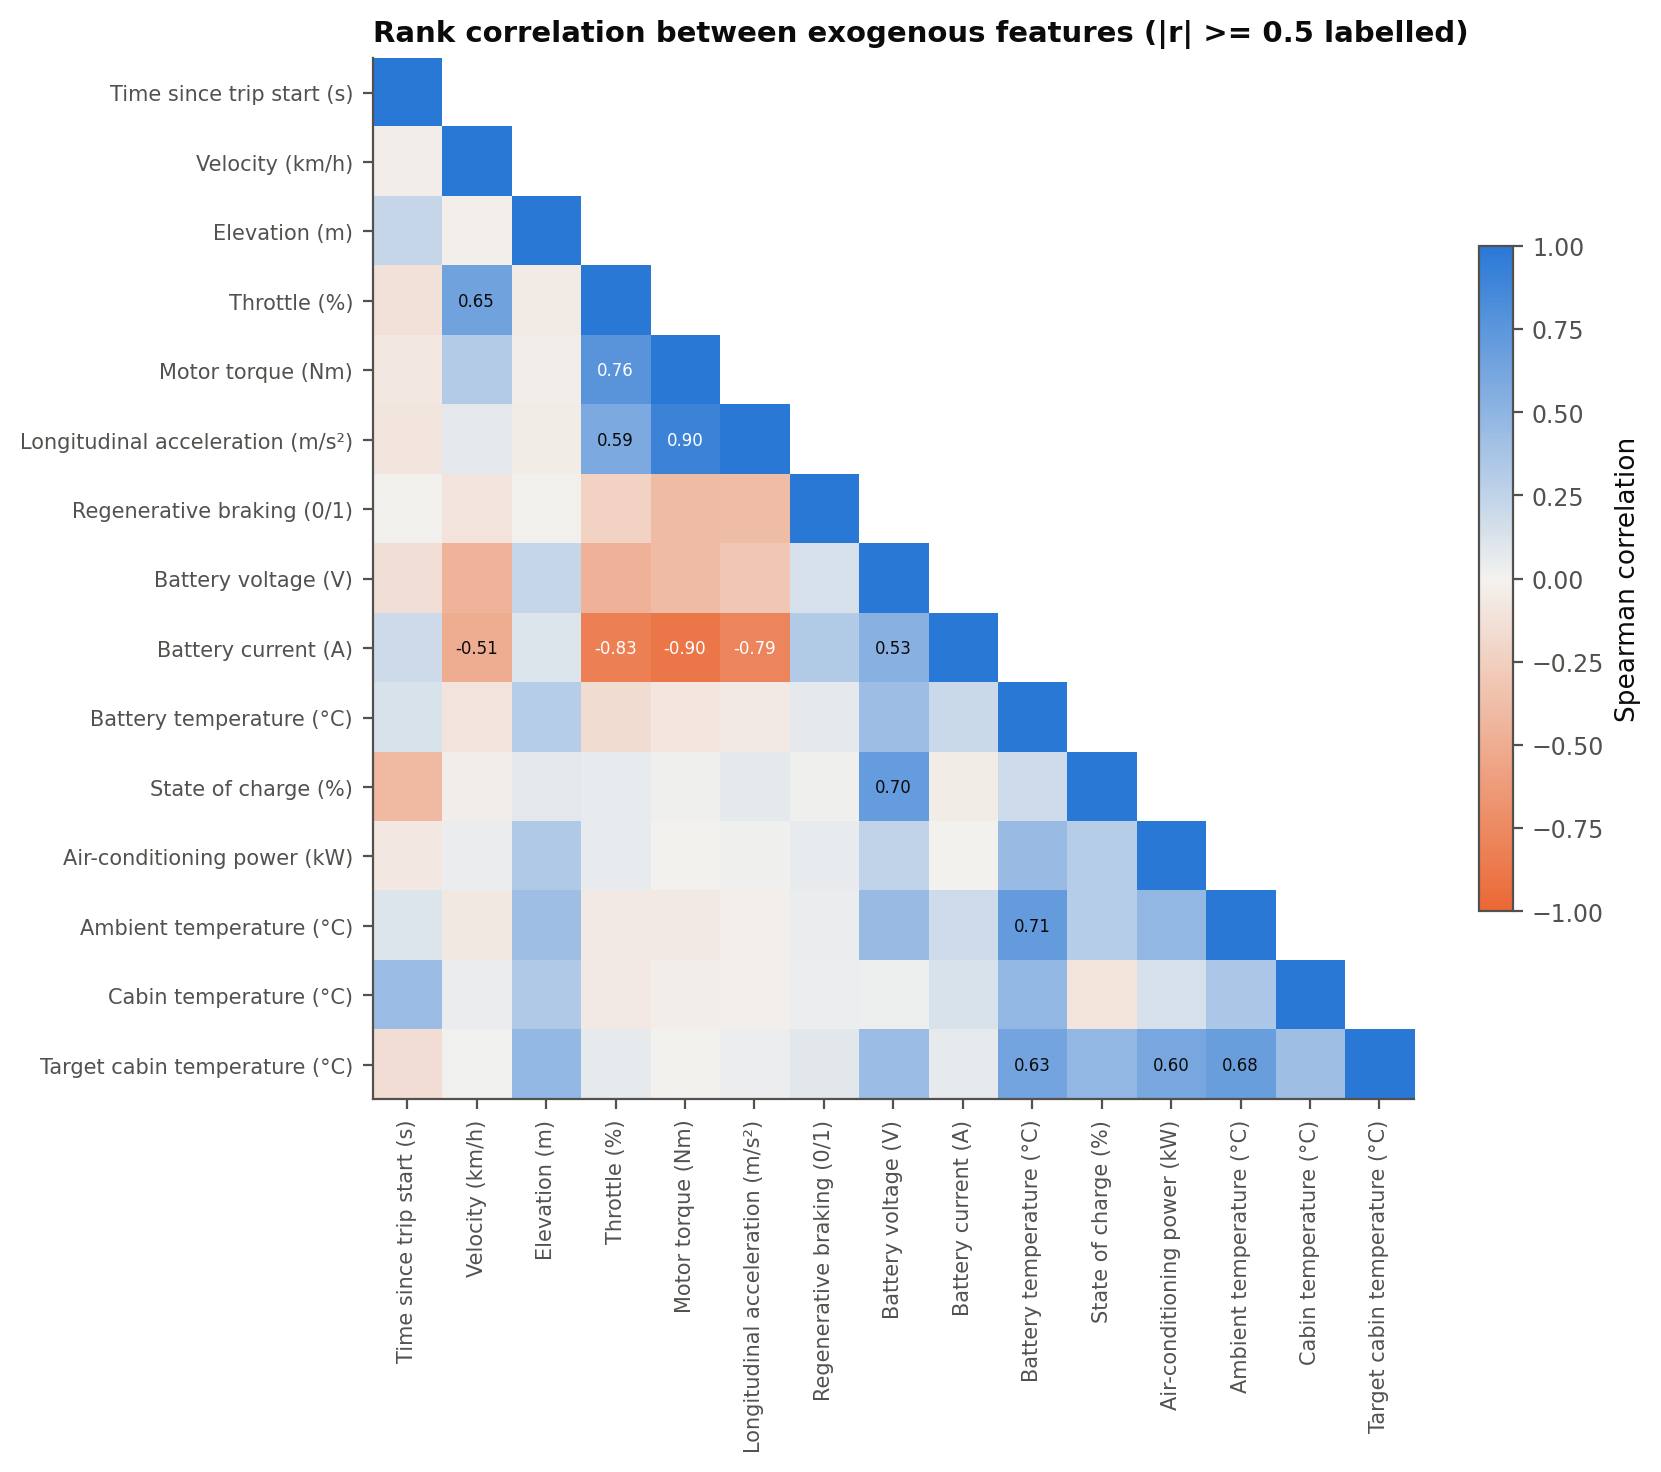 Rank correlation between exogenous features (|r| >= 0.5 labelled)
Time since trip start (s)
Velocity (km/h)
Elevation (m)
Throttle (%)
0.65
Motor torque (Nm)
0.76
Longitudinal acceleration (m/s²)
0.59 0.90
Regenerative braking (0/1)
Battery voltage (V)
Battery current (A)
-0.51 -0.83 -0.90 -0.79 0.53
Battery temperature (°C)
State of charge (%)
0.70
Air-conditioning power (kW)
Ambient temperature (°C)
0.71
Cabin temperature (°C)
Target cabin temperature (°C)
0.63 0.60 0.68
Time since trip start (s)
Velocity (km/h)
Elevation (m)
Throttle (%)
Motor torque (Nm)
Longitudinal acceleration (m/s²)
Regenerative braking (0/1)
Battery voltage (V)
Battery current (A)
Battery temperature (°C)
State of charge (%)
Air-conditioning power (kW)
Ambient temperature (°C)
Cabin temperature (°C)
Target cabin temperature (°C)
1.00
0.75
0.50
0.25
0.00
−0.25
−0.50
−0.75
−1.00
Spearman correlation